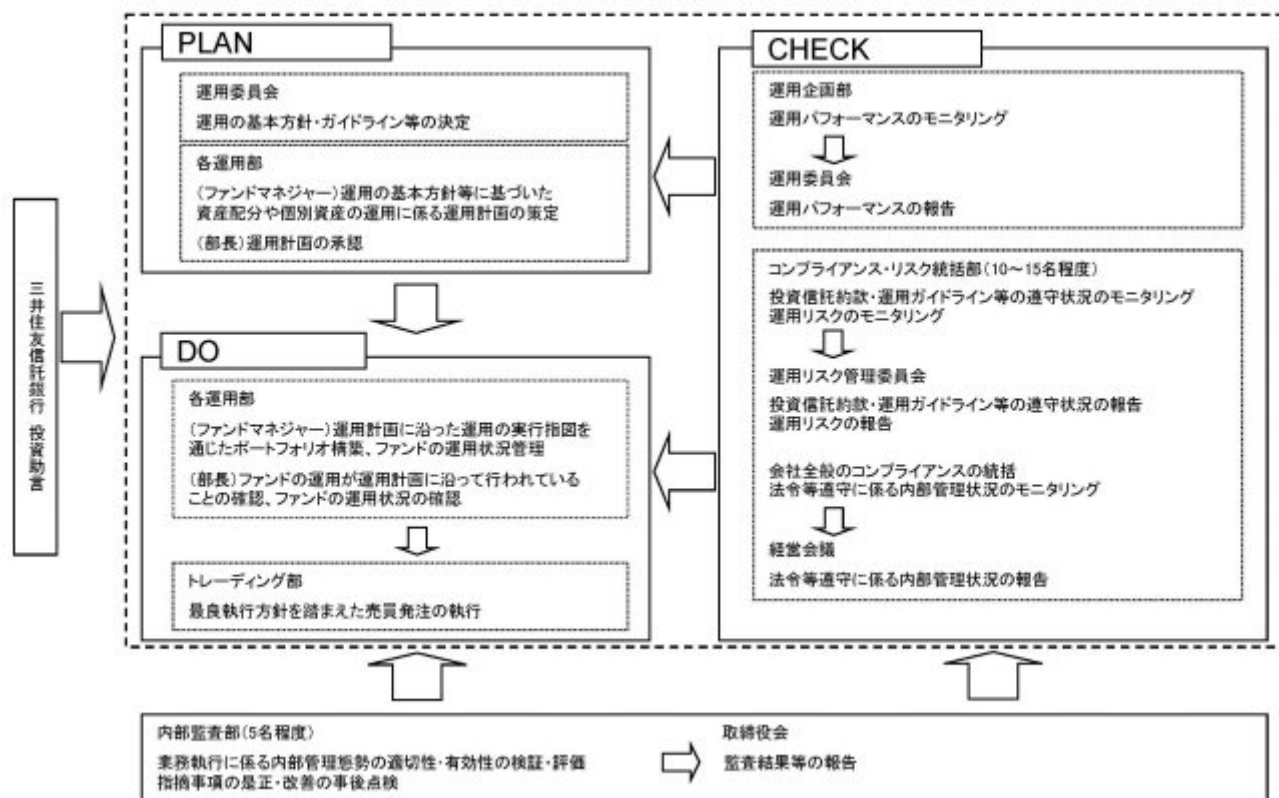 PLAN
運用委員会
運用の基本方針・ガイドライン等の決定
各運用部
(ファンドマネジャー)運用の基本方針等に基づいた
資産配分や個別資産の運用に係る運用計画の策定
(部長)運用計画の承認
三井住友信託銀行 投資助言
DO
各運用部
(ファンドマネジャー)運用計画に沿った運用の実行指図を
通じたポートフォリオ構築、ファンドの運用状況管理
(部長)ファンドの運用が運用計画に沿って行われている
ことの確認、ファンドの運用状況の確認
トレーディング部
最良執行方針を踏まえた売買発注の執行
CHECK
運用企画部
運用パフォーマンスのモニタリング
運用委員会
運用パフォーマンスの報告
コンプライアンス・リスク統括部(10～15名程度)
投資信託約款・運用ガイドライン等の遵守状況のモニタリング
運用リスクのモニタリング
運用リスク管理委員会
投資信託約款・運用ガイドライン等の遵守状況の報告
運用リスクの報告
会社全般のコンプライアンスの統括
法令等遵守に係る内部管理状況のモニタリング
経営会議
法令等遵守に係る内部管理状況の報告
内部監査部(5名程度)
業務執行に係る内部管理態勢の適切性・有効性の検証・評価
指摘事項の是正・改善の事後点検
取締役会
監査結果等の報告